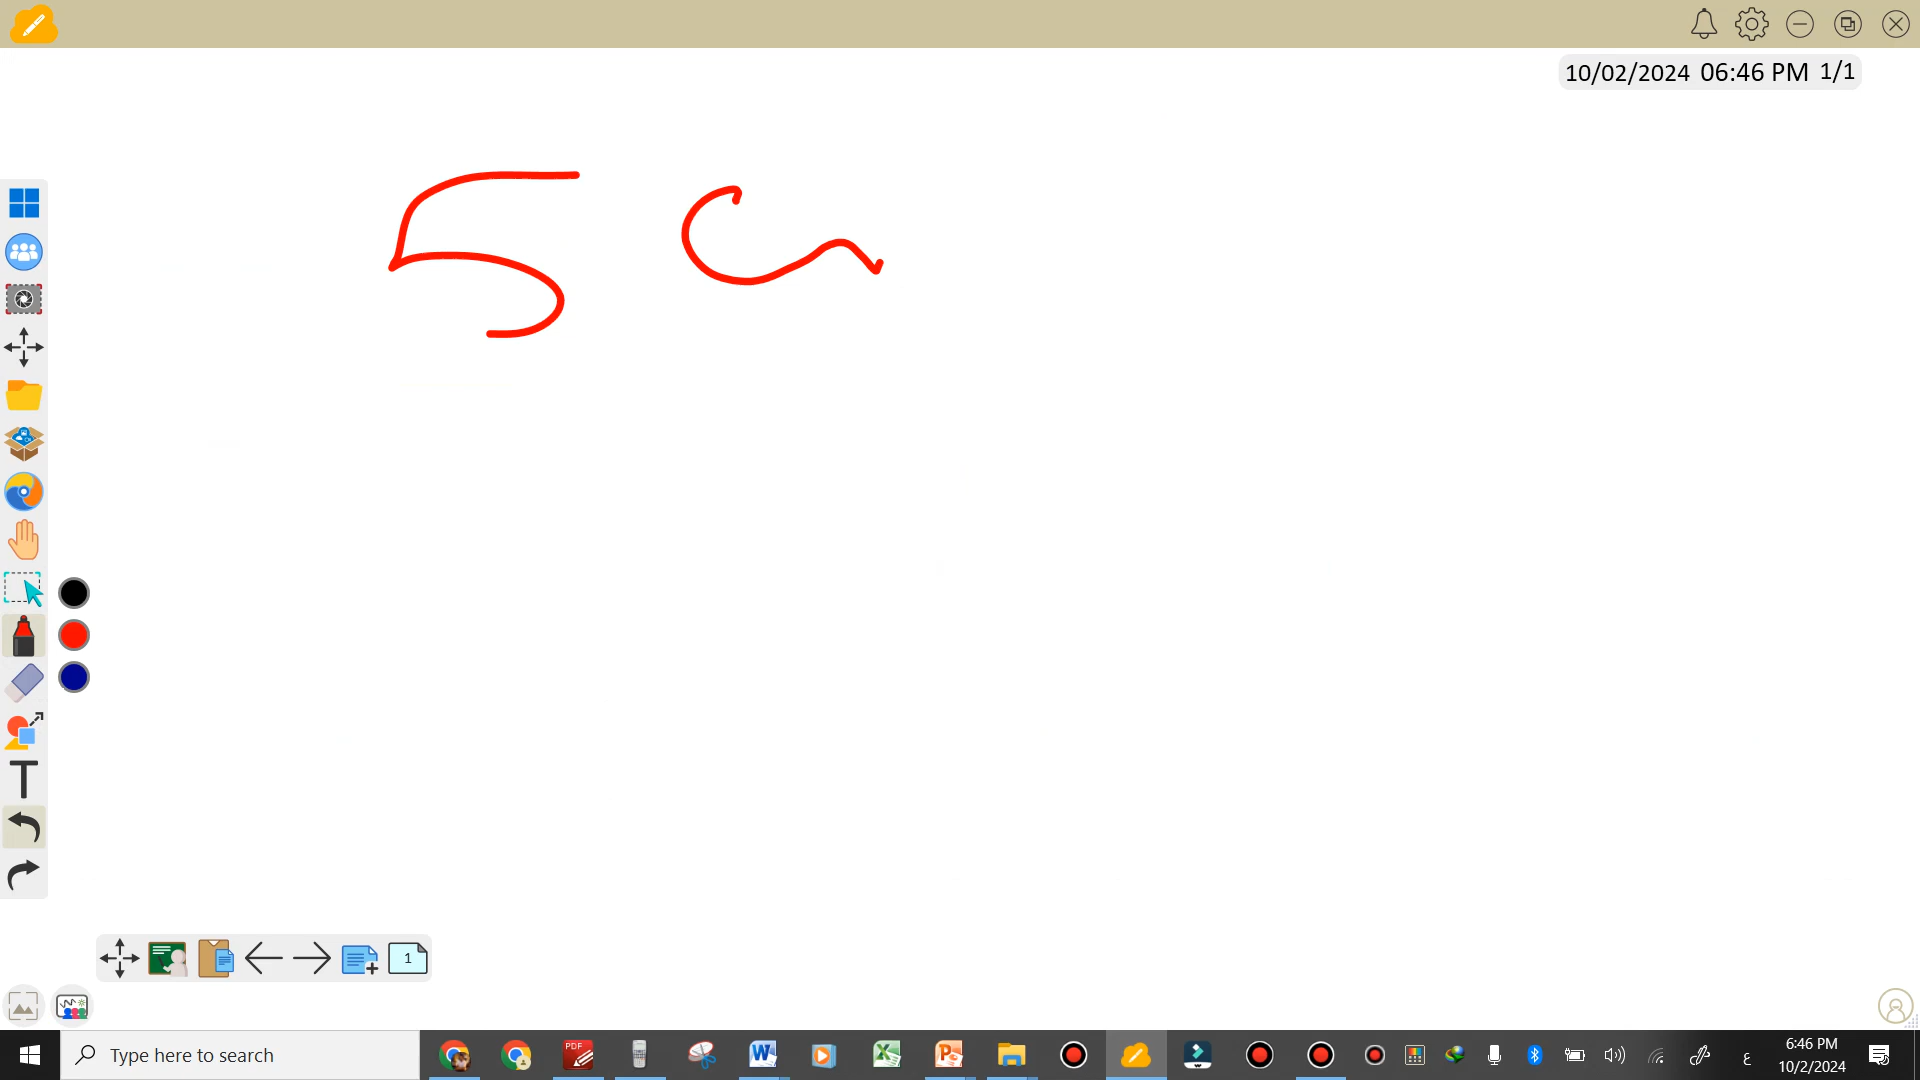 10/02/2024 06:46 PM 1/1
5 c
1
PDF
Type here to search
ع
6:46 PM
10/2/2024